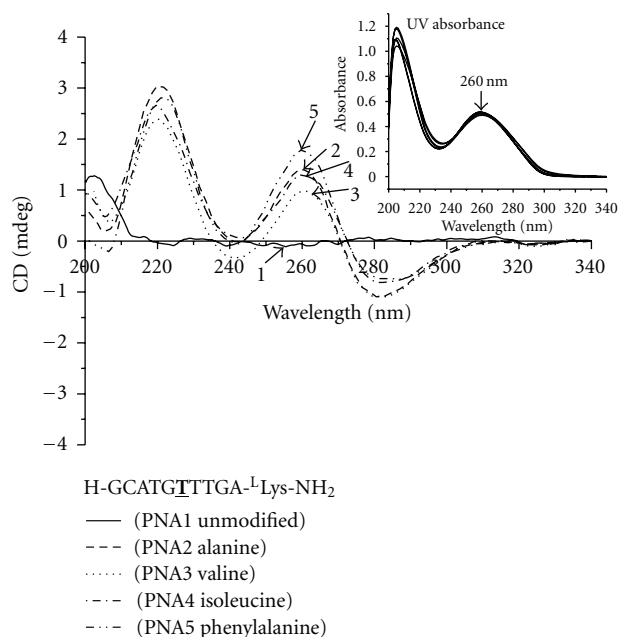 UV absorbance
260 nm
Absorbance
1.2
1.0
0.8
0.6
0.4
0.2
0
200 220 240 260 280 300 320 340
Wavelength (nm)
CD (mdeg)
4
3
2
1
0
−1
−2
−3
−4
5
2
4
3
1
200 220 240 260 280 300 320 340
Wavelength (nm)
H-GCATGTTTGA-ᴸLys-NH₂
(PNA1 unmodified)
(PNA2 alanine)
(PNA3 valine)
(PNA4 isoleucine)
(PNA5 phenylalanine)